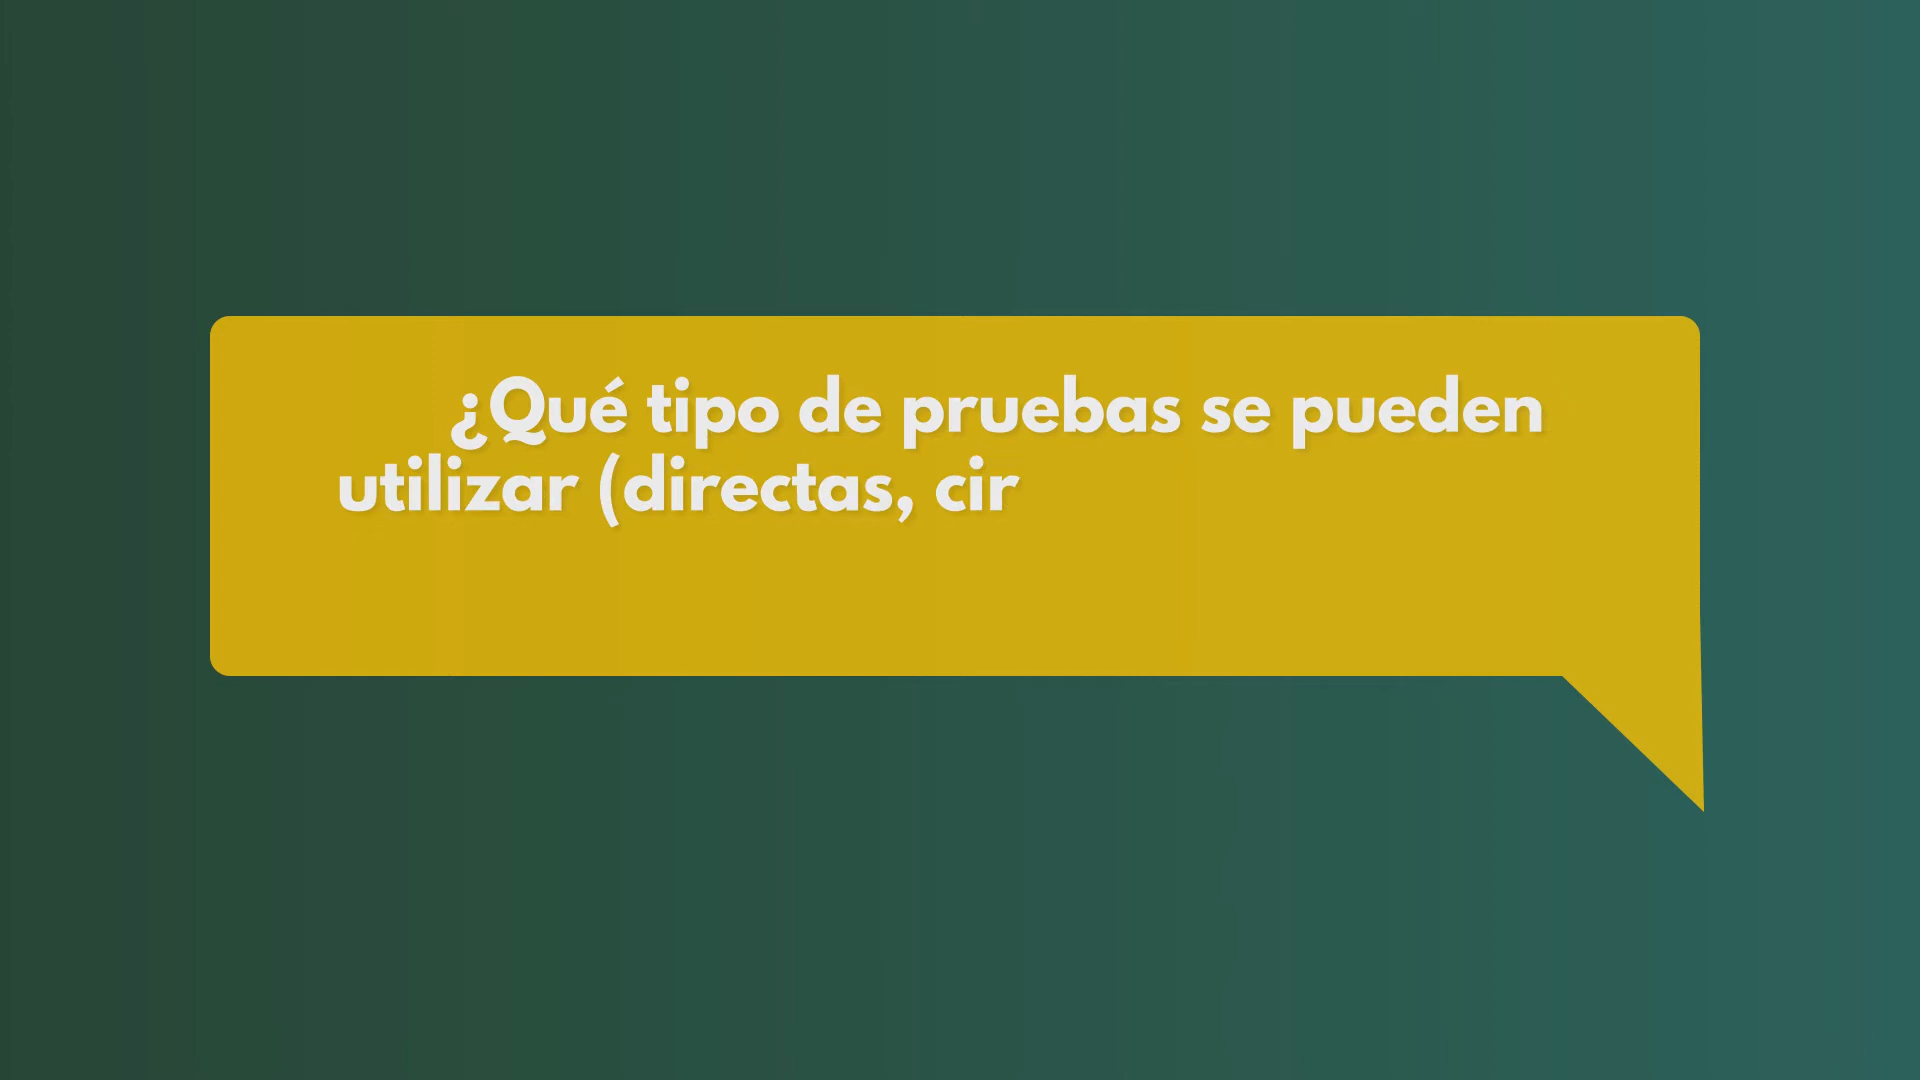 ¿Qué tipo de pruebas se pueden
utilizar (directas, cir